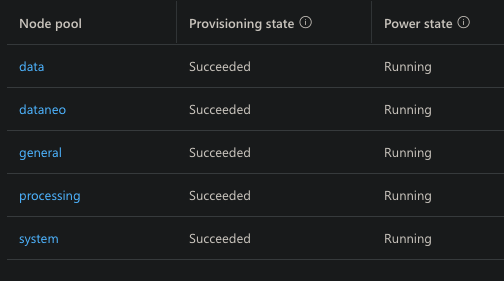 Node pool Provisioning state Power state
data Succeeded Running
dataneo Succeeded Running
general Succeeded Running
processing Succeeded Running
system Succeeded Running